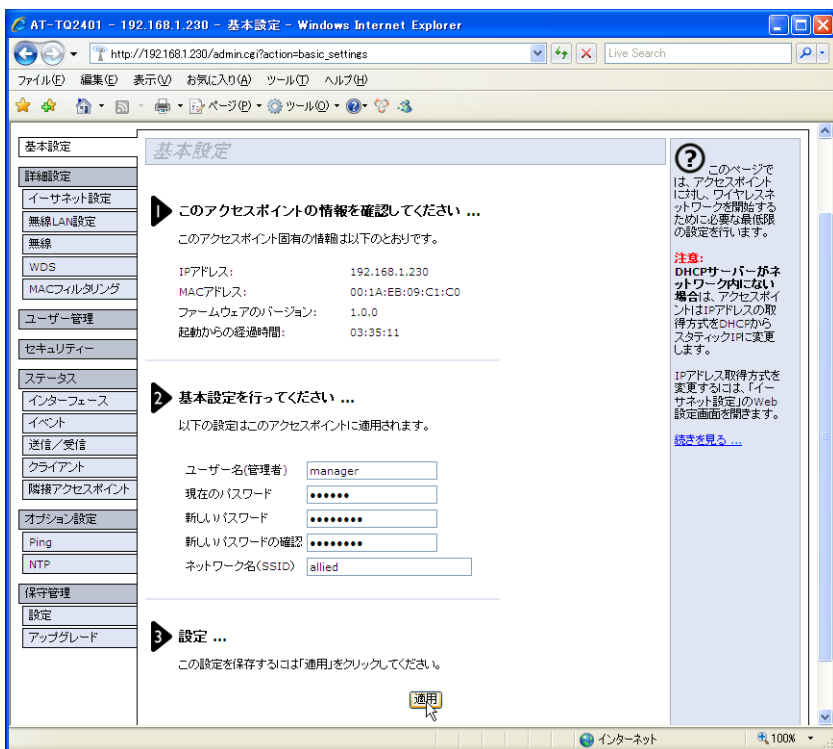 AT-TQ2401 - 192.168.1.230 - 基本設定 - Windows Internet Explorer
http://192.168.1.230/admin.cgi?action=basic_settings
Live Search
ファイル(F) 編集(E) 表示(V) お気に入り(A) ツール(T) ヘルプ(H)
ページ(P) ツール(O)
基本設定
詳細設定
イーサネット設定
無線LAN設定
無線
WDS
MACフィルタリング
ユーザー管理
セキュリティー
ステータス
インターフェース
イベント
送信／受信
クライアント
隣接アクセスポイント
オプション設定
Ping
NTP
保守管理
設定
アップグレード
基本設定
1 このアクセスポイントの情報を確認してください ...
このアクセスポイント固有の情報は以下のとおりです。
IPアドレス: 192.168.1.230
MACアドレス: 00:1A:EB:09:C1:C0
ファームウェアのバージョン: 1.0.0
起動からの経過時間: 03:35:11
2 基本設定を行ってください ...
以下の設定はこのアクセスポイントに適用されます。
ユーザー名(管理者) manager
現在のパスワード ••••••
新しいパスワード ••••••••
新しいパスワードの確認 ••••••••
ネットワーク名(SSID) allied
3 設定 ...
この設定を保存するには「適用」をクリックしてください。
適用
? このページで
は、アクセスポイント
に対し、ワイヤレスネ
ットワークを開始する
ために必要な最低限
の設定を行います。
注意:
DHCPサーバーがネ
ットワーク内にない
場合は、アクセスポイ
ントはIPアドレスの取
得方式をDHCPから
スタティックIPに変更
します。
IPアドレス取得方式を
変更するには、「イー
サネット設定」のWeb
設定画面を開きます。
続きを見る ...
インターネット
100%